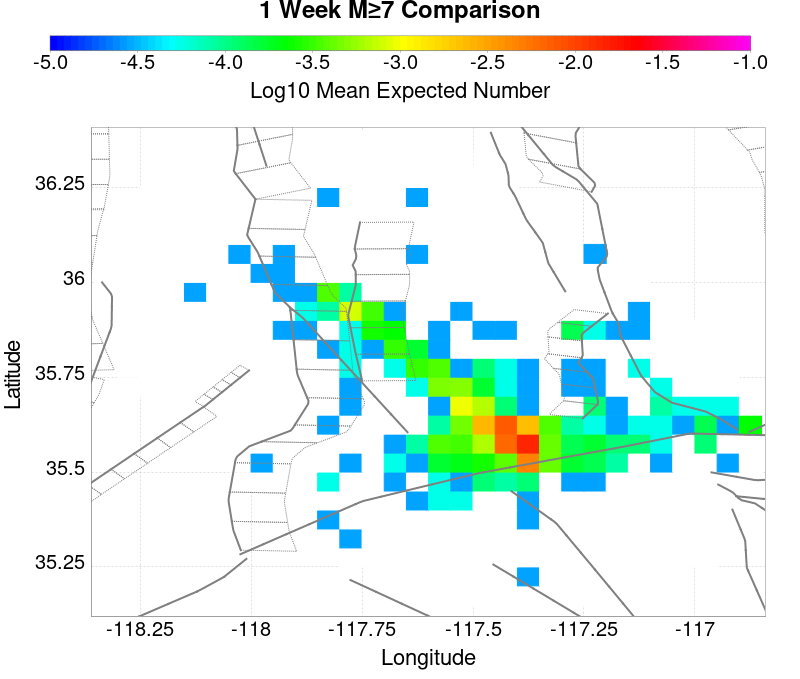 1 Week M≥7 Comparison
-5.0 -4.5 -4.0 -3.5 -3.0 -2.5 -2.0 -1.5 -1.0
Log10 Mean Expected Number
36.25
36
35.75
35.5
35.25
Latitude
-118.25 -118 -117.75 -117.5 -117.25 -117
Longitude